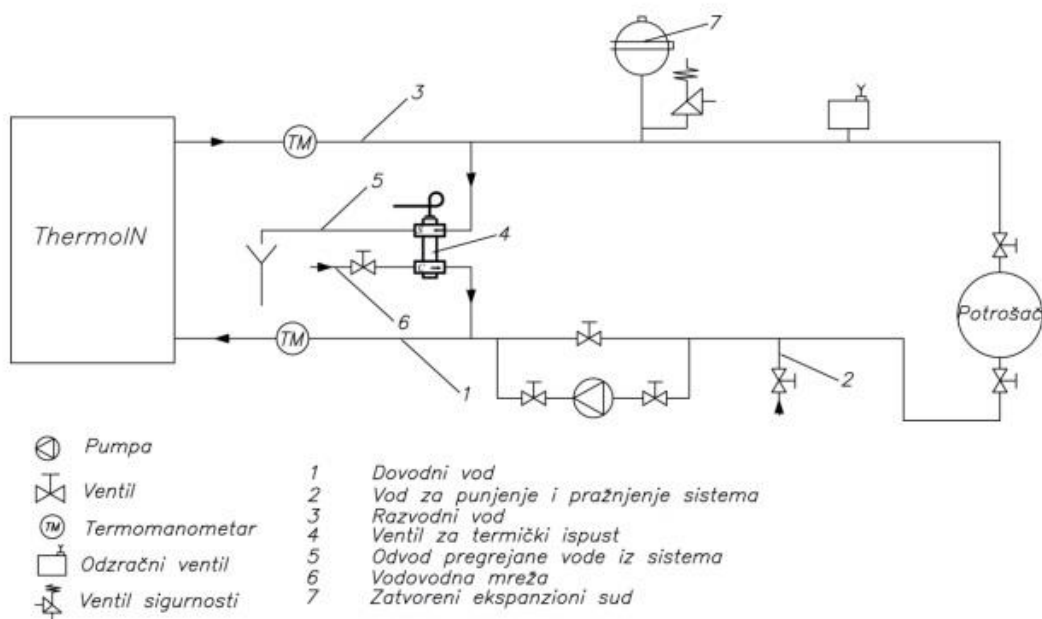 7
3
TM
5
ThermoIN
4
6
Potrošač
TM
1
2
Pumpa
Ventil
TM Termomanometar
Odzračni ventil
Ventil sigurnosti
1 Dovodni vod
2 Vod za punjenje i pražnjenje sistema
3 Razvodni vod
4 Ventil za termički ispust
5 Odvod pregrejane vode iz sistema
6 Vodovodna mreža
7 Zatvoreni ekspanzioni sud